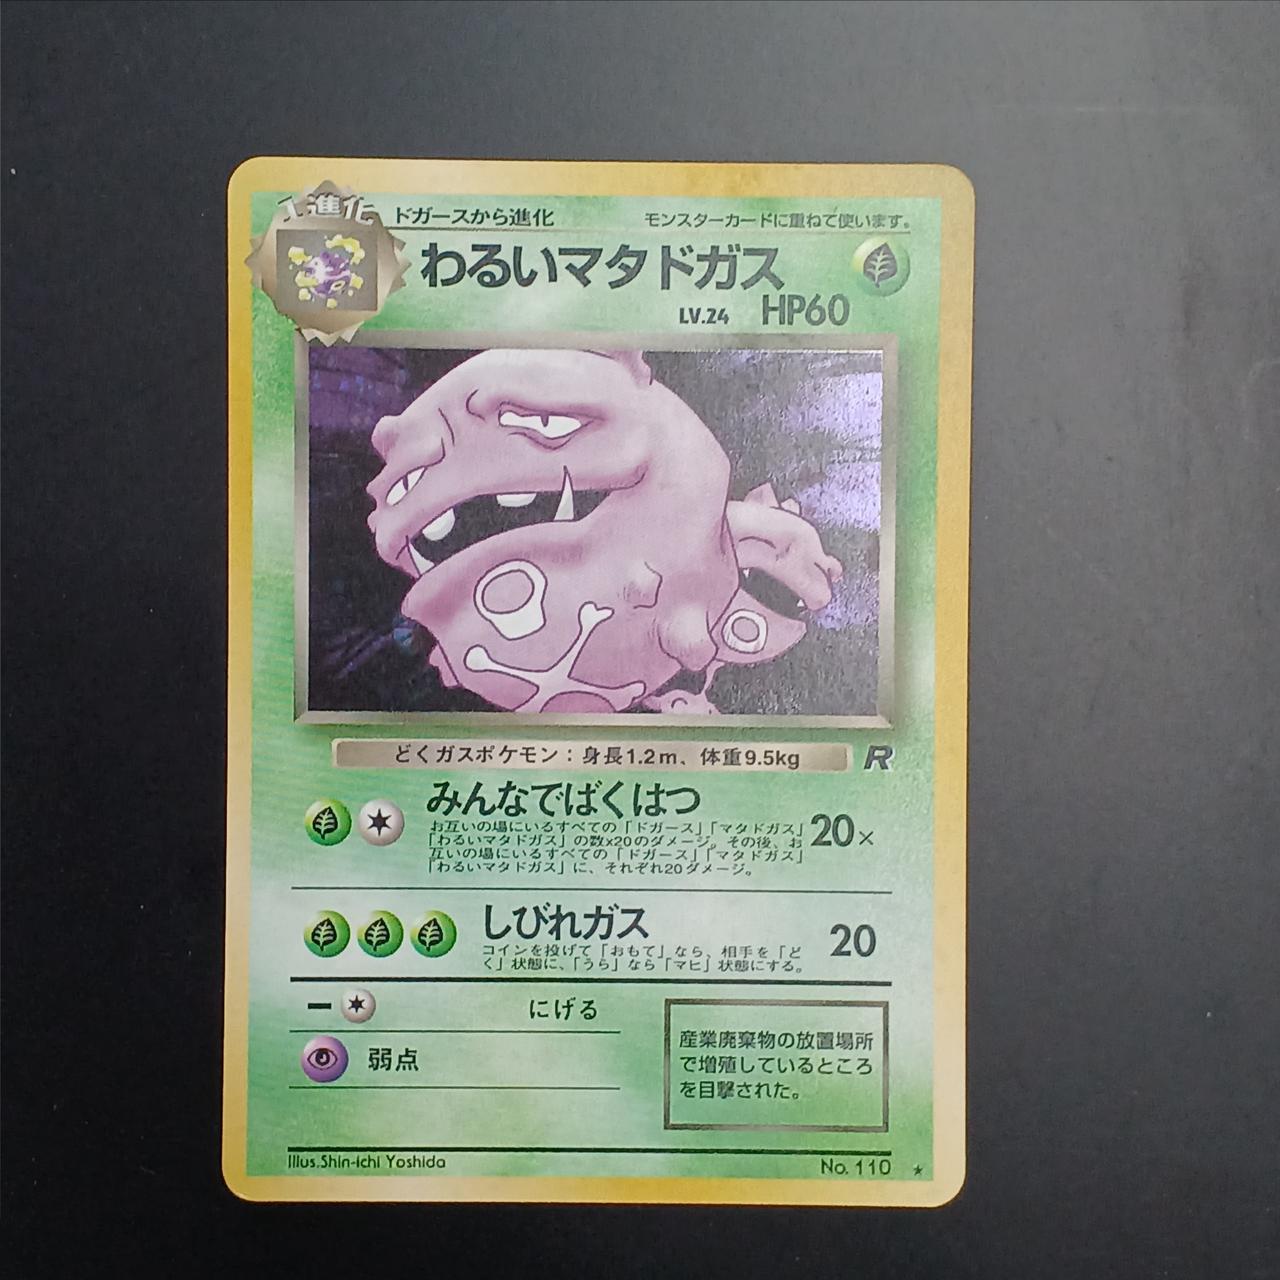 1進化
ドガースから進化
モンスターカードに重ねて使います。
わるいマタドガス
LV.24 HP60
どくガスポケモン：身長1.2m、体重9.5kg
R
みんなでばくはつ
お互いの場にいるすべての「ドガース」「マタドガス」
「わるいマタドガス」の数x20のダメージ。その後、お
互いの場にいるすべての「ドガース」「マタドガス」
「わるいマタドガス」に、それぞれ20ダメージ。
20×
しびれガス
コインを投げて「おもて」なら、相手を「ど
く」状態に、「うら」なら「マヒ」状態にする。
20
にげる
弱点
産業廃棄物の放置場所
で増殖しているところ
を目撃された。
Illus.Shin-ichi Yoshida
No. 110 ★